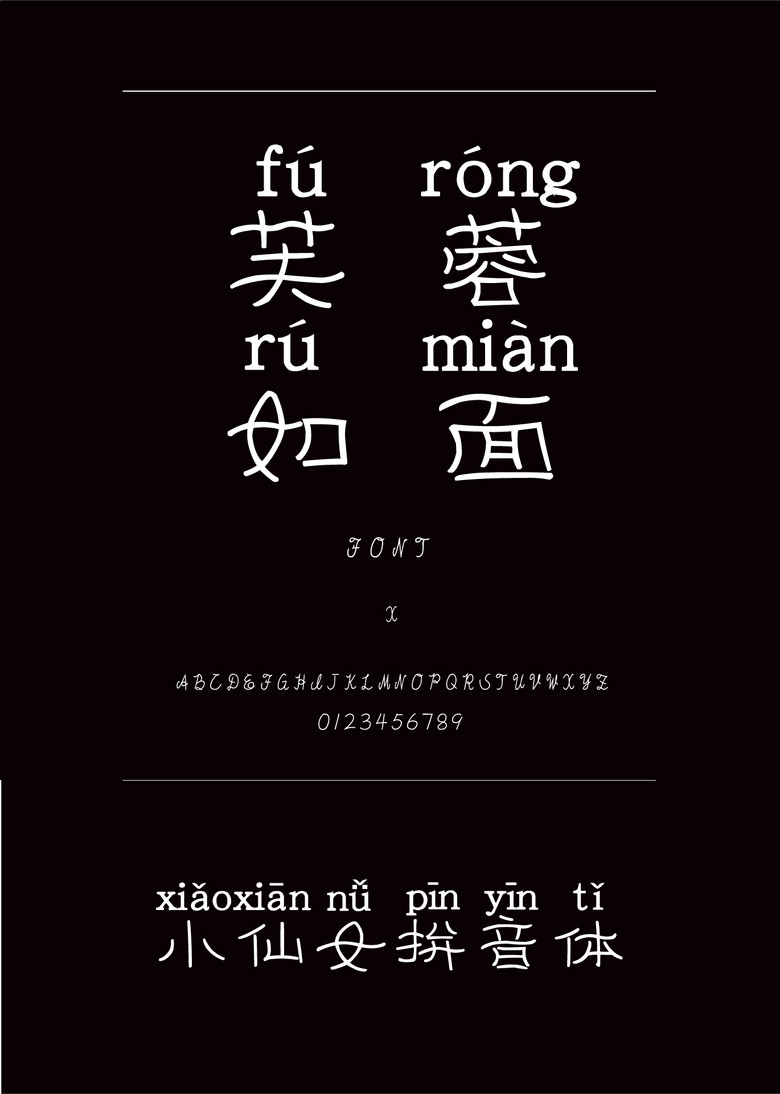 fú róng
芙蓉
rú miàn
如面
FONT
X
ABCDEFGHIJKLMNOPQRSTUVWXYZ
0123456789
xiǎoxiān nǚ pīn yīn tǐ
小仙女拼音体